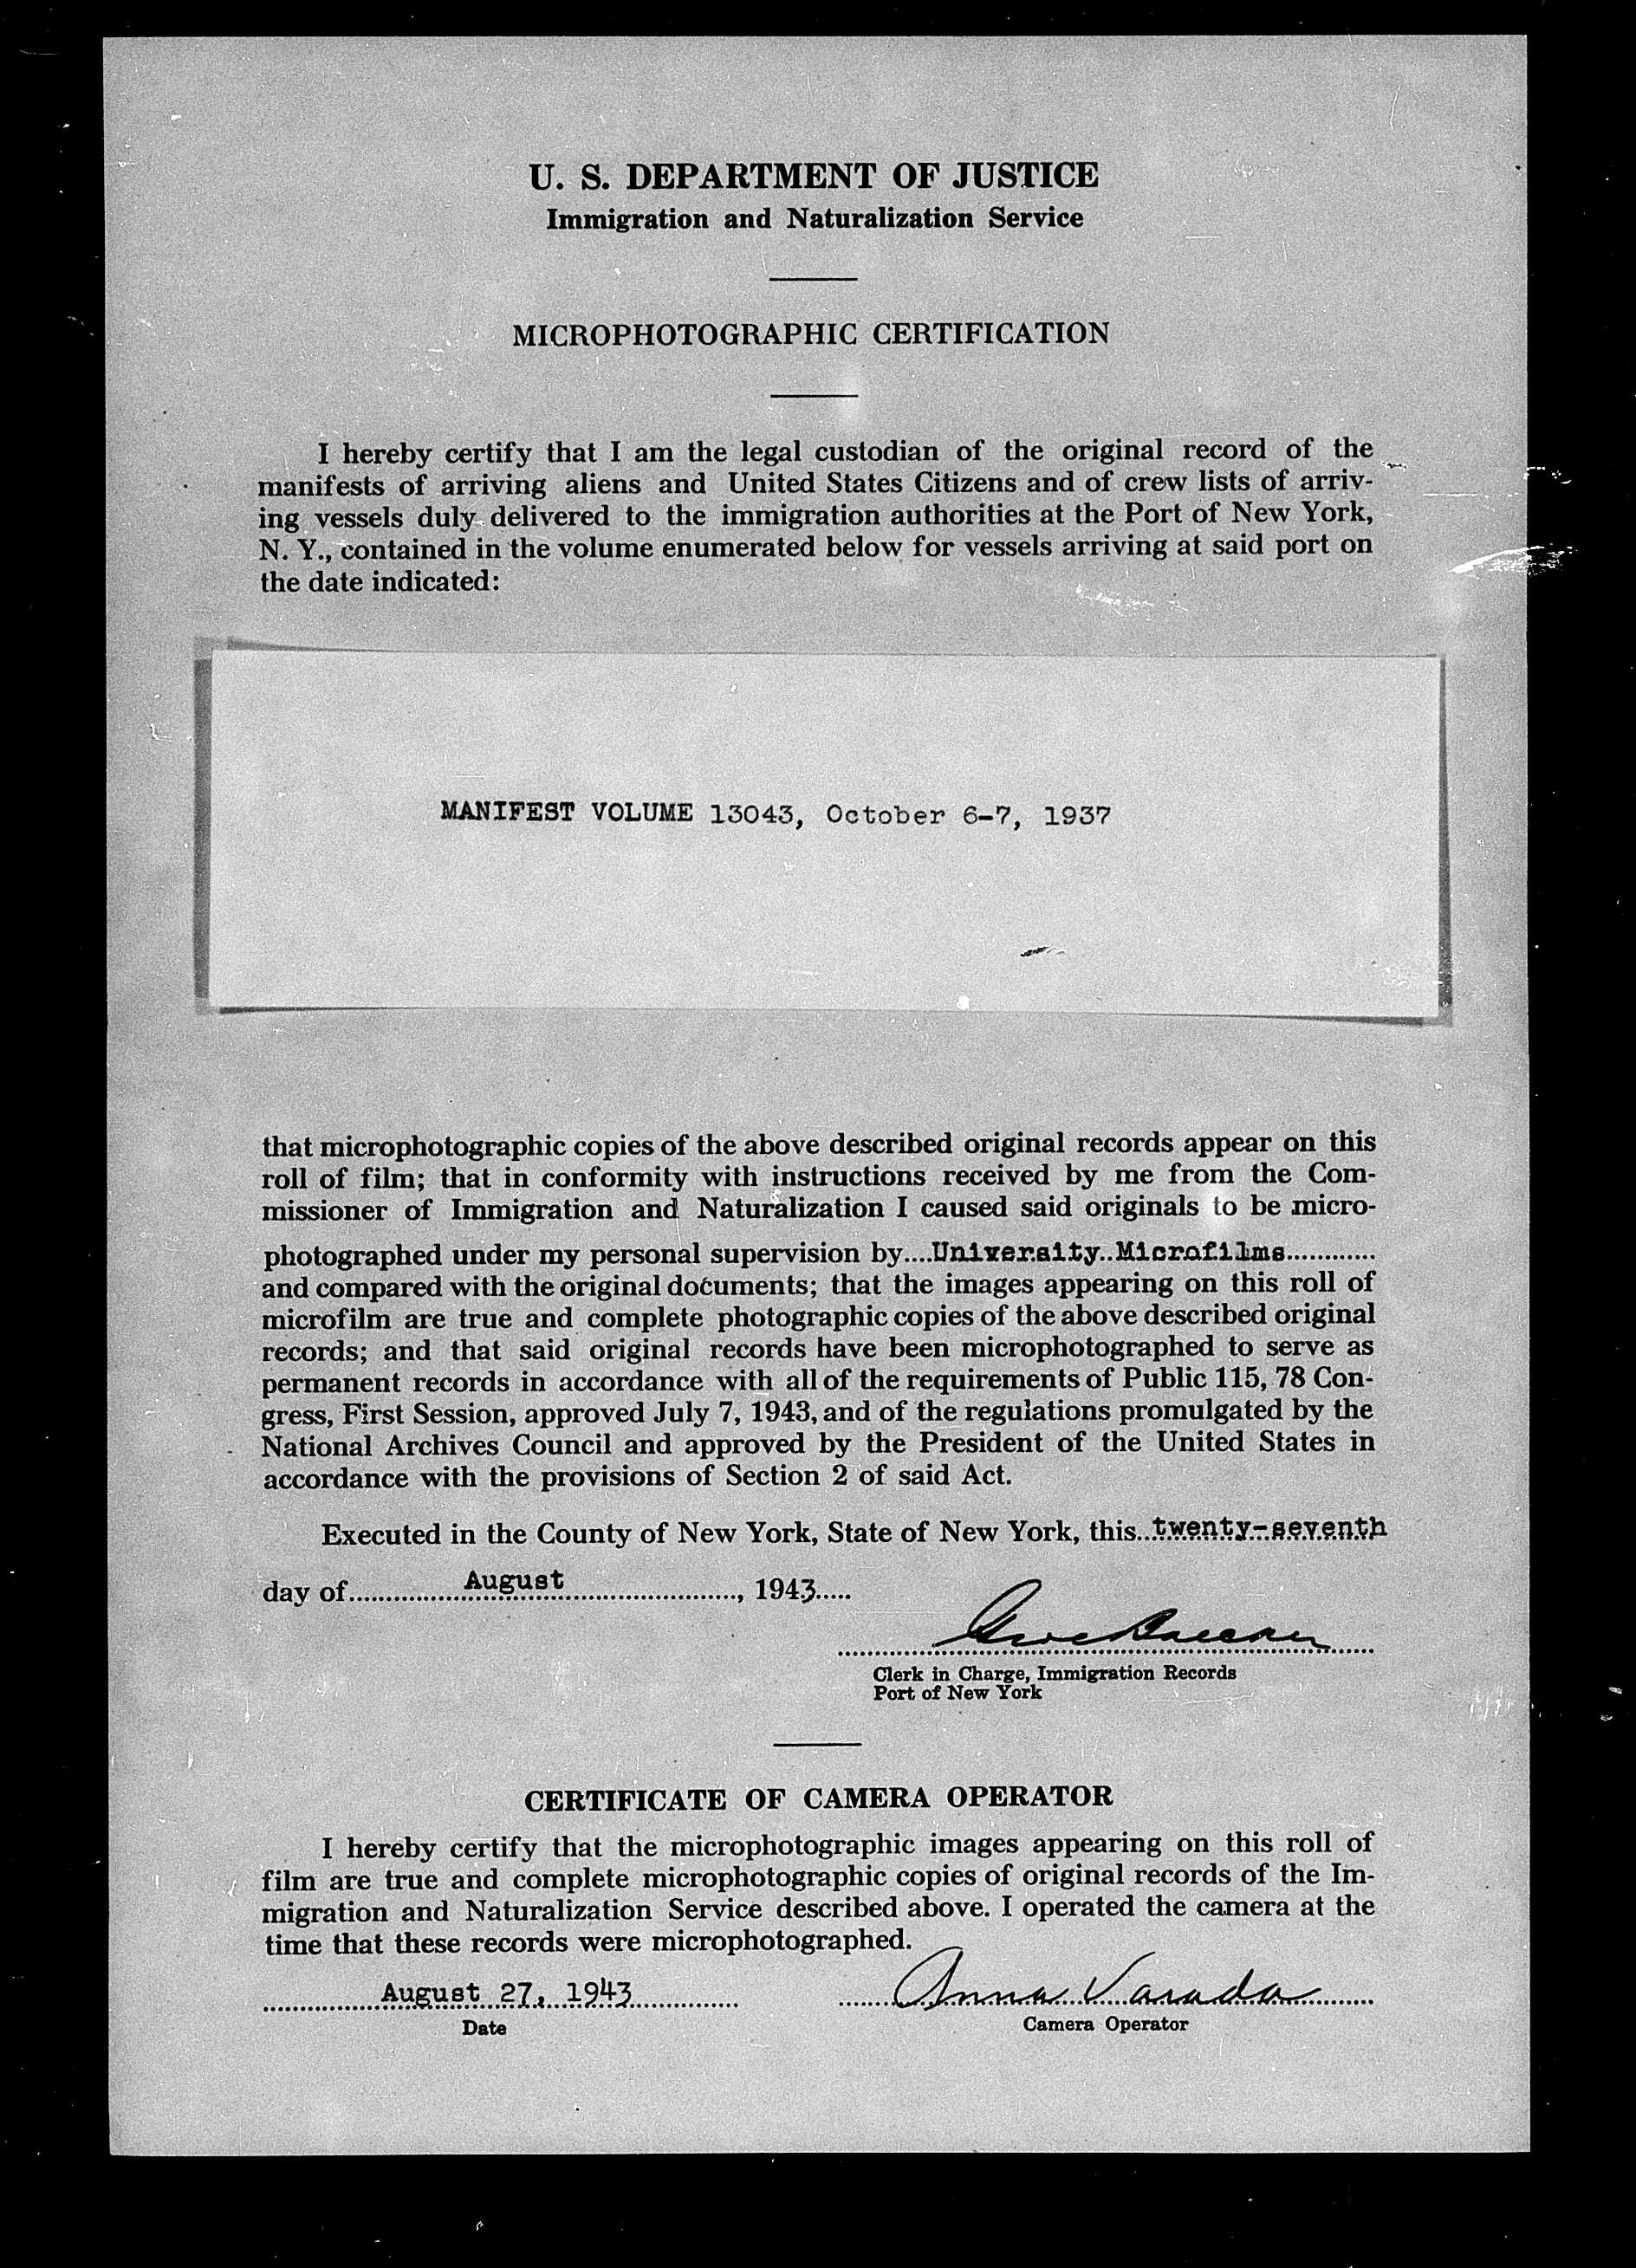 U. S. DEPARTMENT OF JUSTICE
Immigration and Naturalization Service
MICROPHOTOGRAPHIC CERTIFICATION
I hereby certify that I am the legal custodian of the original record of the
manifests of arriving aliens and United States Citizens and of crew lists of arriv-
ing vessels duly delivered to the immigration authorities at the Port of New York,
N. Y., contained in the volume enumerated below for vessels arriving at said port on
the date indicated:
MANIFEST VOLUME 13043, October 6-7, 1937
that microphotographic copies of the above described original records appear on this
roll of film; that in conformity with instructions received by me from the Com-
missioner of Immigration and Naturalization I caused said originals to be micro-
photographed under my personal supervision by....University..Microfilms............
and compared with the original documents; that the images appearing on this roll of
microfilm are true and complete photographic copies of the above described original
records; and that said original records have been microphotographed to serve as
permanent records in accordance with all of the requirements of Public 115, 78 Con-
gress, First Session, approved July 7, 1943, and of the regulations promulgated by the
National Archives Council and approved by the President of the United States in
accordance with the provisions of Section 2 of said Act.
Executed in the County of New York, State of New York, this...twenty-seventh
day of.............August......................, 1943.....
Clerk in Charge, Immigration Records
Port of New York
CERTIFICATE OF CAMERA OPERATOR
I hereby certify that the microphotographic images appearing on this roll of
film are true and complete microphotographic copies of original records of the Im-
migration and Naturalization Service described above. I operated the camera at the
time that these records were microphotographed.
August 27, 1943 Anna Varada
Date Camera Operator